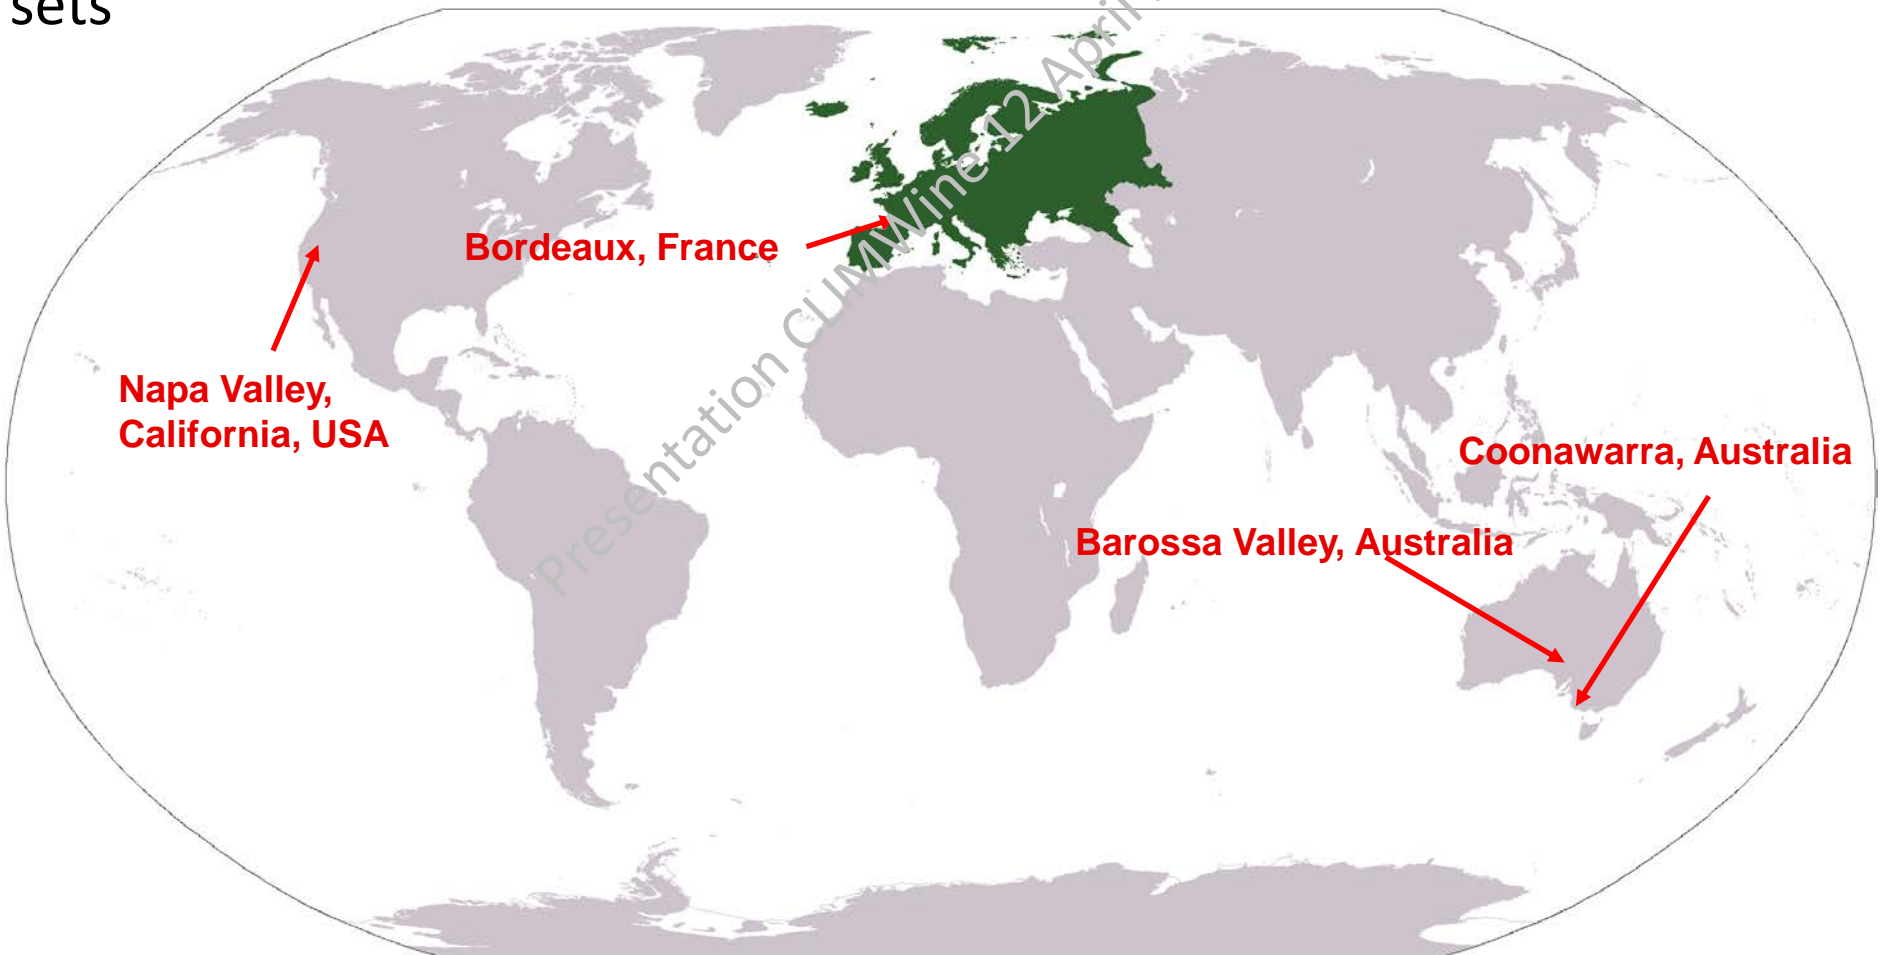 sets
Presentation CLIMWine 12 April
Bordeaux, France
Napa Valley,
California, USA
Coonawarra, Australia
Barossa Valley, Australia